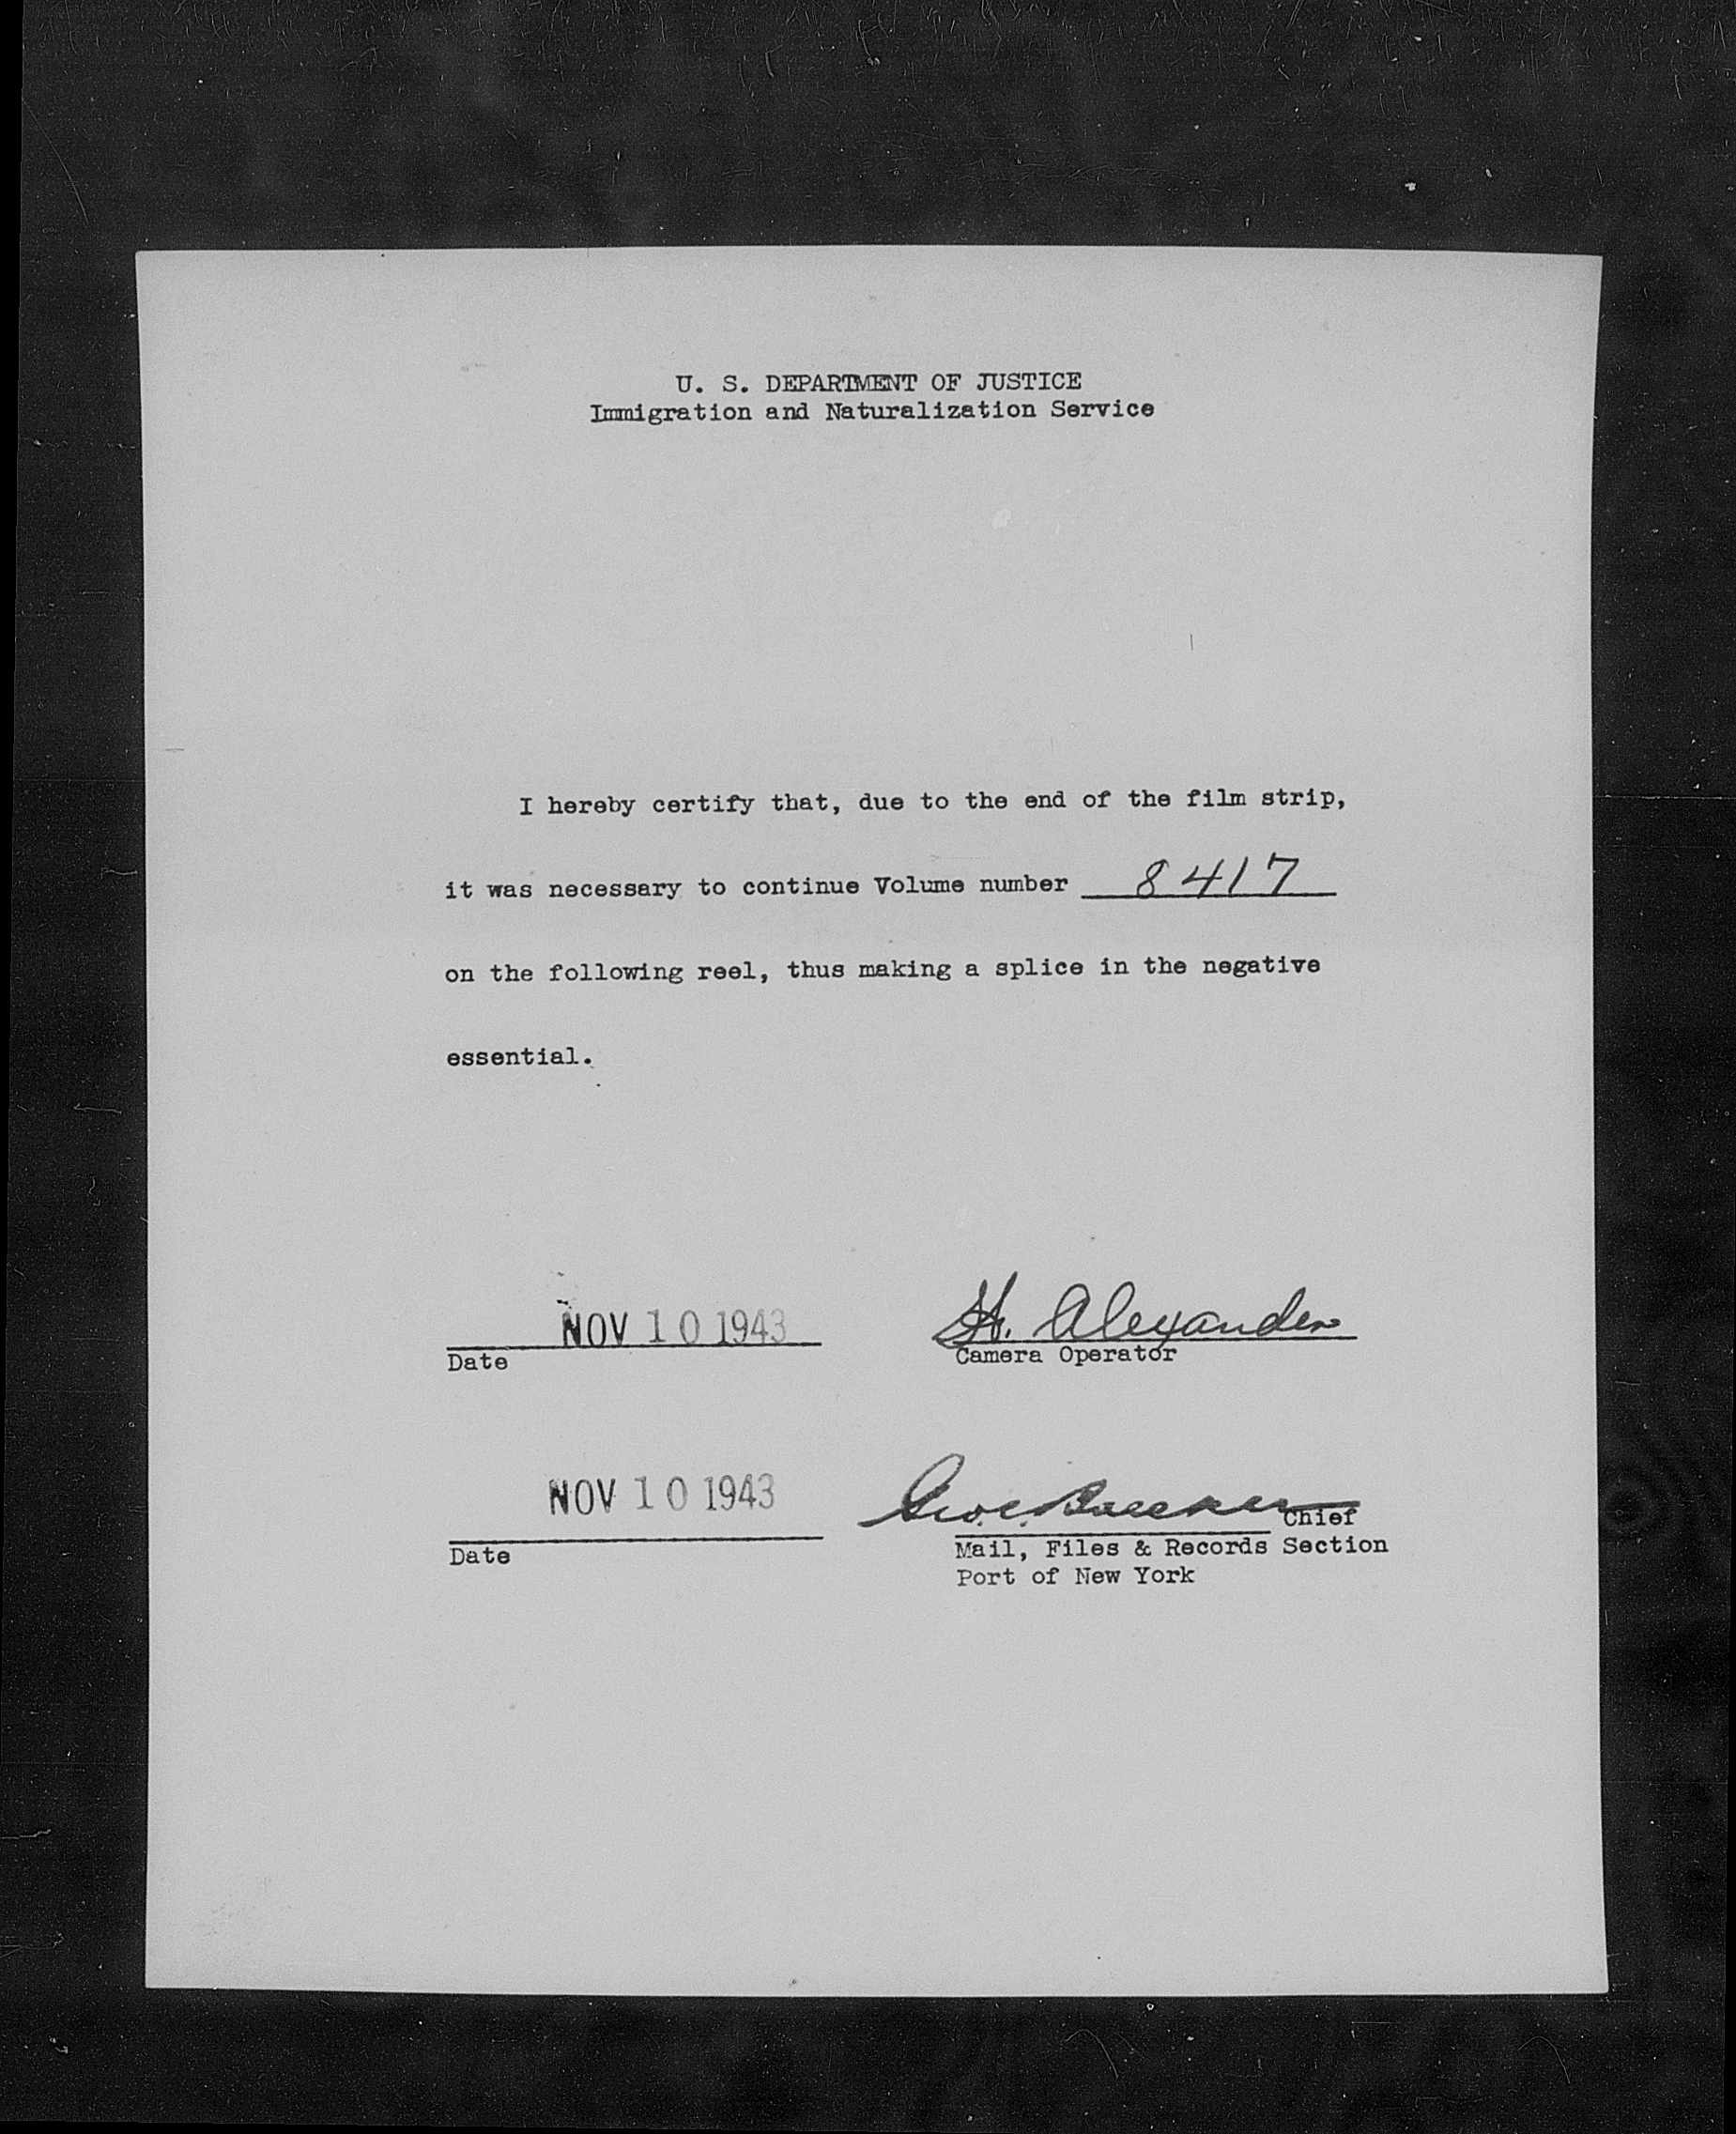 U. S. DEPARTMENT OF JUSTICE
Immigration and Naturalization Service
I hereby certify that, due to the end of the film strip,
it was necessary to continue Volume number 8417
on the following reel, thus making a splice in the negative
essential.
NOV 10 1943
H. Alexander
Date
Camera Operator
NOV 10 1943
Chief
Date
Mail, Files & Records Section
Port of New York